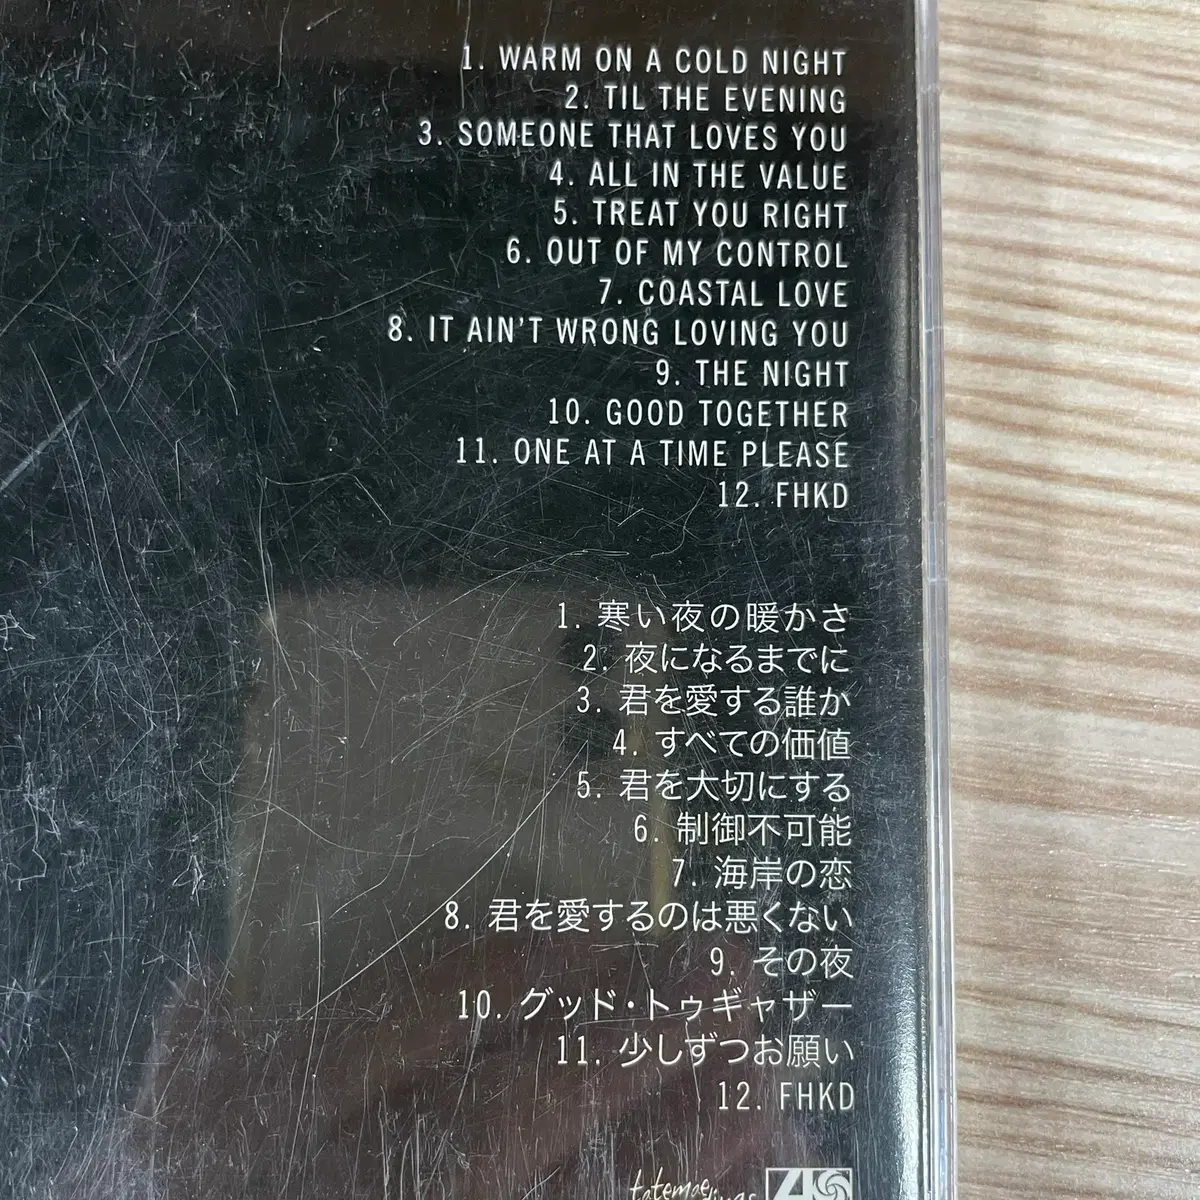 1. WARM ON A COLD NIGHT
2. TIL THE EVENING
3. SOMEONE THAT LOVES YOU
4. ALL IN THE VALUE
5. TREAT YOU RIGHT
6. OUT OF MY CONTROL
7. COASTAL LOVE
8. IT AIN'T WRONG LOVING YOU
9. THE NIGHT
10. GOOD TOGETHER
11. ONE AT A TIME PLEASE
12. FHKD
1. 寒い夜の暖かさ
2. 夜になるまでに
3. 君を愛する誰か
4. すべての価値
5. 君を大切にする
6. 制御不可能
7. 海岸の恋
8. 君を愛するのは悪くない
9. その夜
10. グッド・トゥギャザー
11. 少しずつお願い
12. FHKD
tatemae